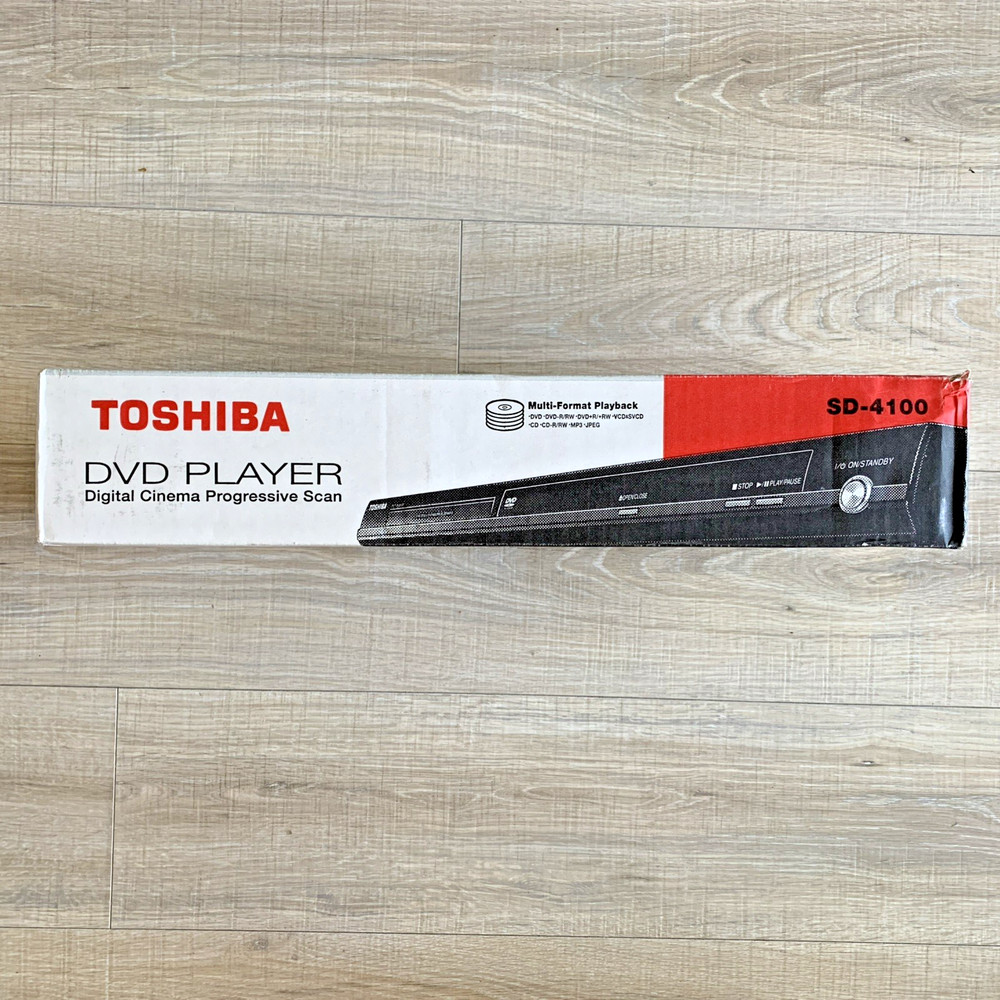 TOSHIBA
DVD PLAYER
Digital Cinema Progressive Scan
Multi-Format Playback
·DVD ·DVD-R/RW ·DVD+R/+RW ·VCD&SVCD
·CD ·CD-R/RW ·MP3 ·JPEG
SD-4100
TOSHIBA
DVD
OPEN/CLOSE
STOP PLAY/PAUSE
I/⏻ ON/STANDBY